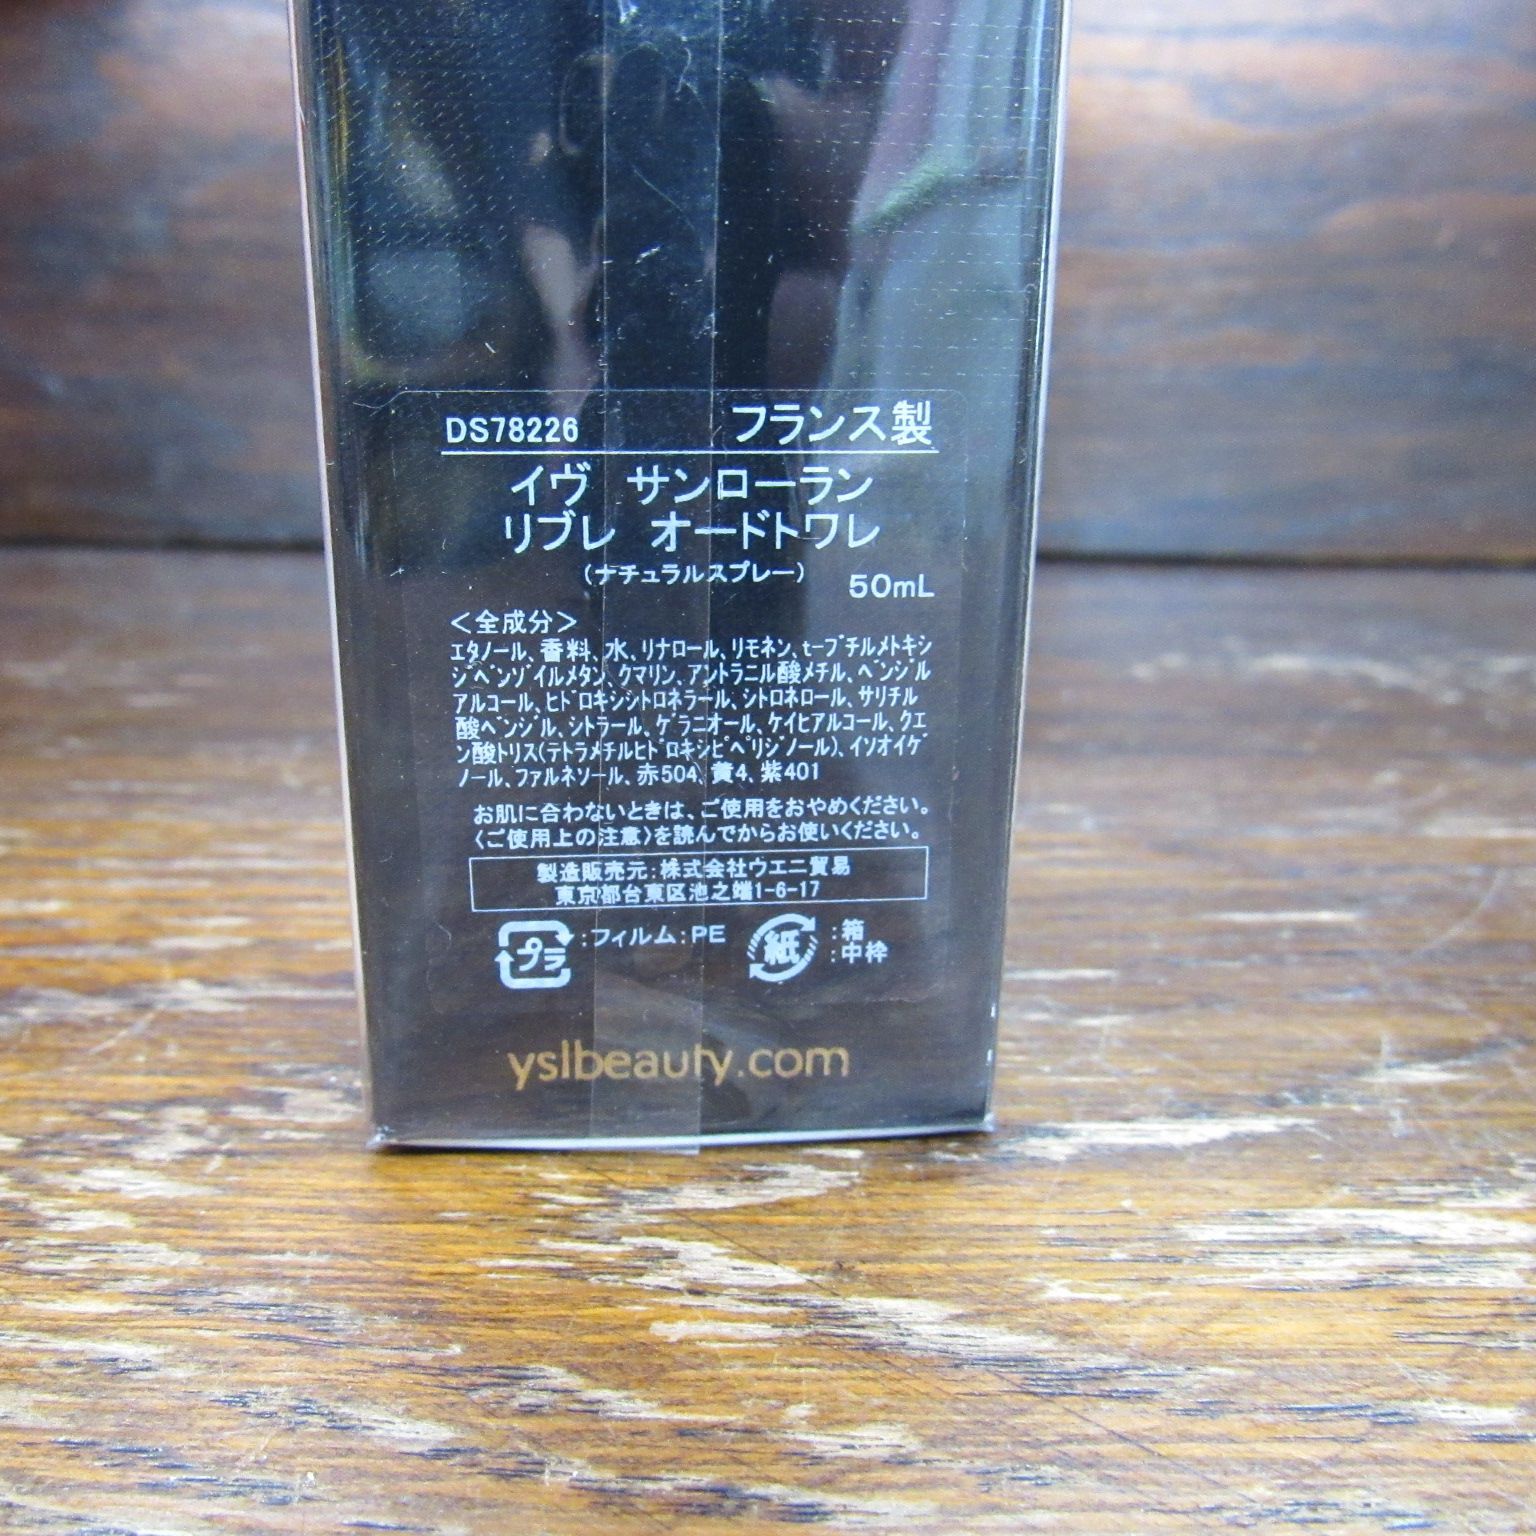 DS78226 フランス製
イヴ サンローラン
リブレ オードトワレ
(ナチュラルスプレー) 50mL
＜全成分＞
エタノール、香料、水、リナロール、リモネン、t-ブチルメトキシ
ジベンゾイルメタン、クマリン、アントラニル酸メチル、ベンジル
アルコール、ヒドロキシシトロネラール、シトロネロール、サリチル
酸ベンジル、シトラール、ゲラニオール、ケイヒアルコール、クエ
ン酸トリス(テトラメチルヒドロキシピペリジノール)、イソオイゲ
ノール、ファルネソール、赤504、黄4、紫401
お肌に合わないときは、ご使用をおやめください。
〈ご使用上の注意〉を読んでからお使いください。
製造販売元:株式会社ウエニ貿易
東京都台東区池之端1-6-17
プラ :フィルム:PE 紙 :箱
:中枠
yslbeauty.com